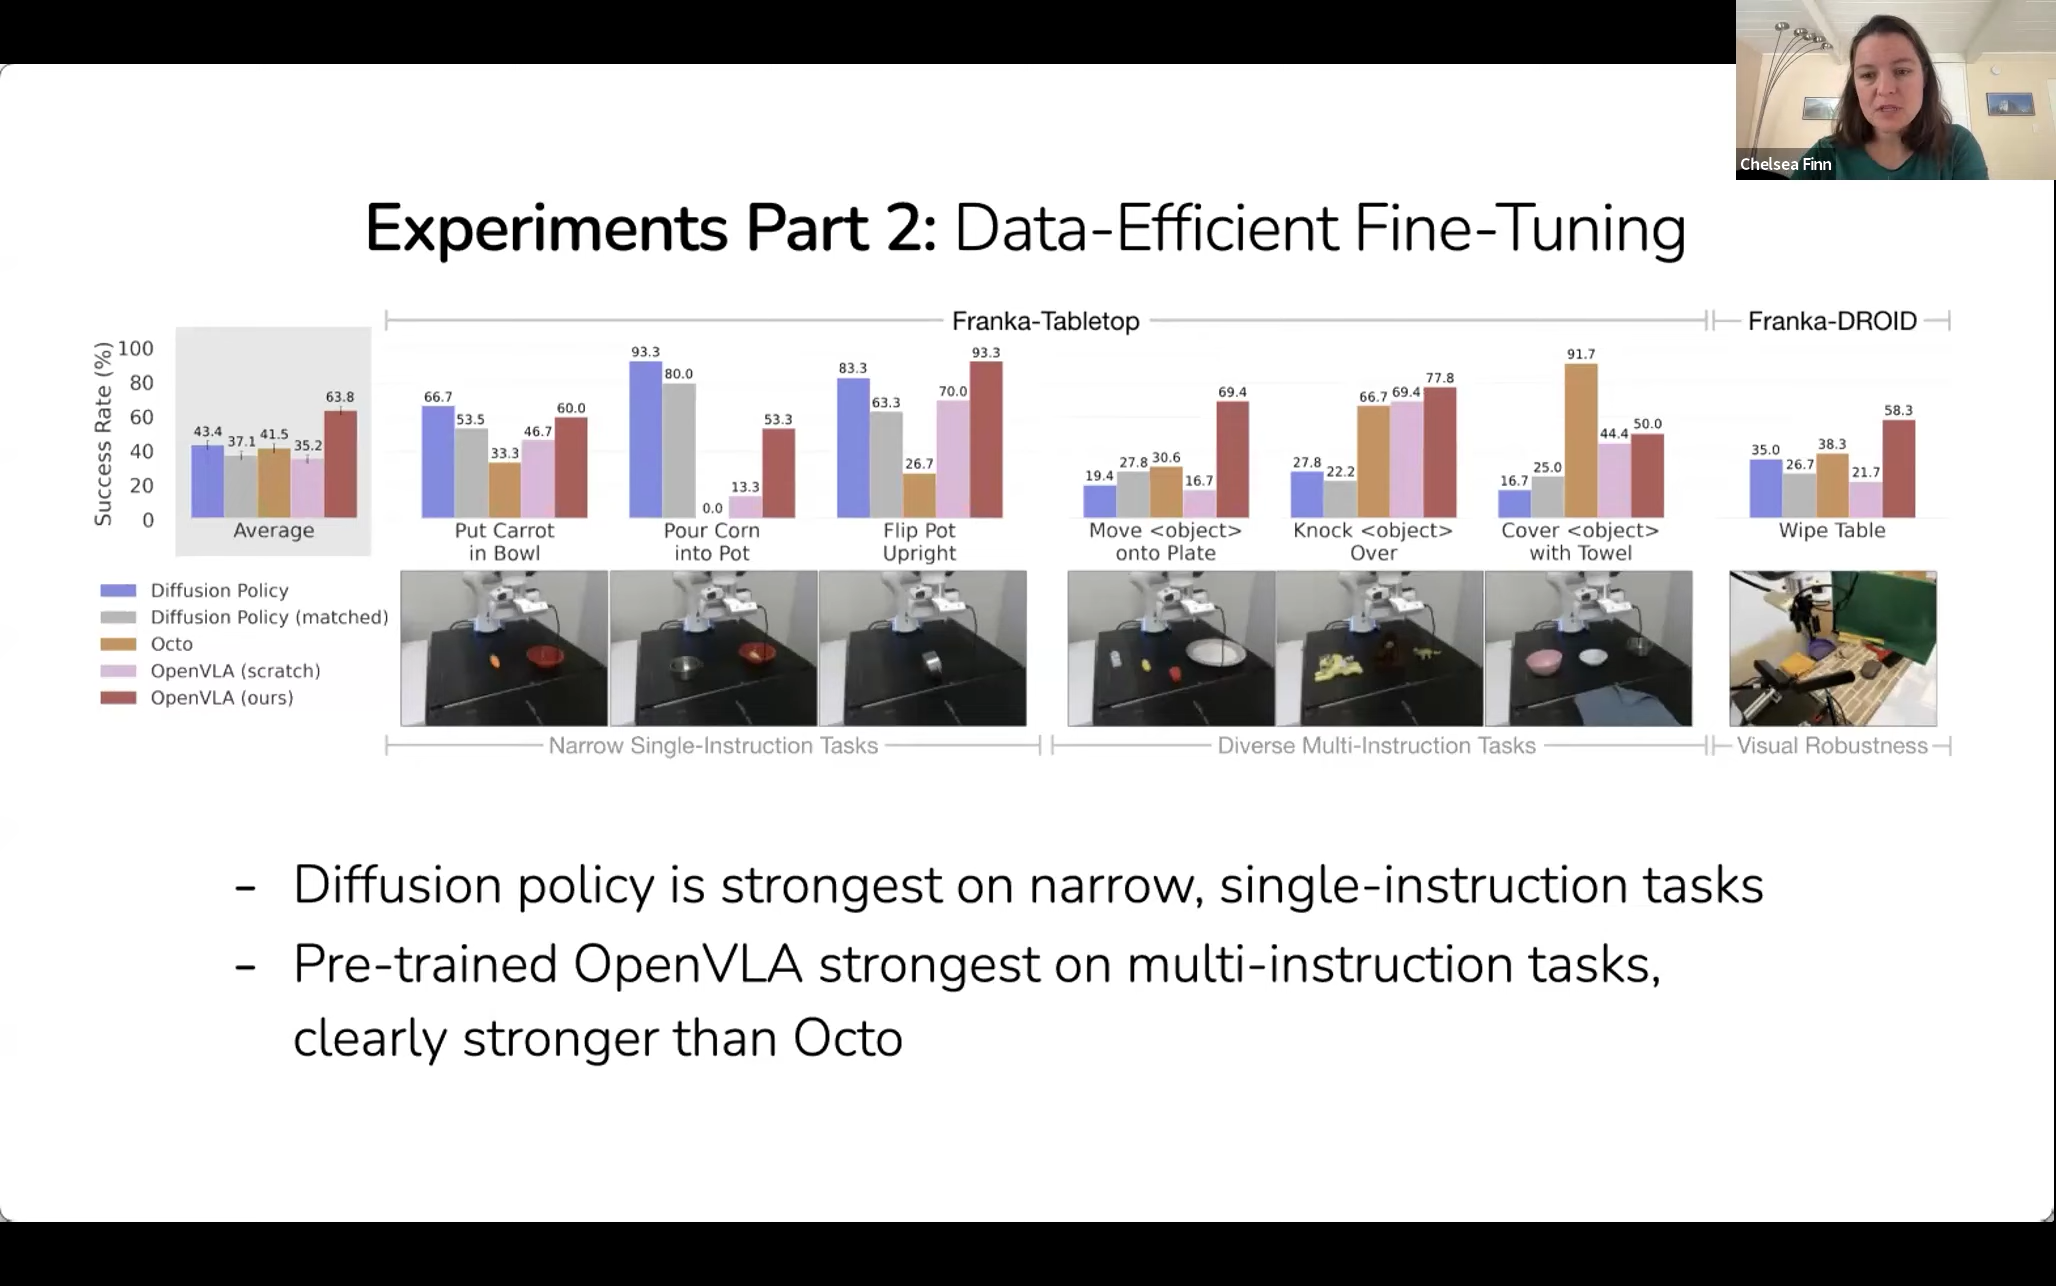 Chelsea Finn
Experiments Part 2: Data-Efficient Fine-Tuning
Franka-Tabletop
Franka-DROID
Success Rate (%)
100
80
60
40
20
0
43.4
37.1
41.5
35.2
63.8
Average
66.7
53.5
33.3
46.7
60.0
Put Carrot
in Bowl
93.3
80.0
0.0
13.3
53.3
Pour Corn
into Pot
83.3
63.3
26.7
70.0
93.3
Flip Pot
Upright
19.4
27.8
30.6
16.7
69.4
Move <object>
onto Plate
27.8
22.2
66.7
69.4
77.8
Knock <object>
Over
16.7
25.0
91.7
44.4
50.0
Cover <object>
with Towel
35.0
26.7
38.3
21.7
58.3
Wipe Table
Diffusion Policy
Diffusion Policy (matched)
Octo
OpenVLA (scratch)
OpenVLA (ours)
Narrow Single-Instruction Tasks
Diverse Multi-Instruction Tasks
Visual Robustness
- Diffusion policy is strongest on narrow, single-instruction tasks
- Pre-trained OpenVLA strongest on multi-instruction tasks,
clearly stronger than Octo